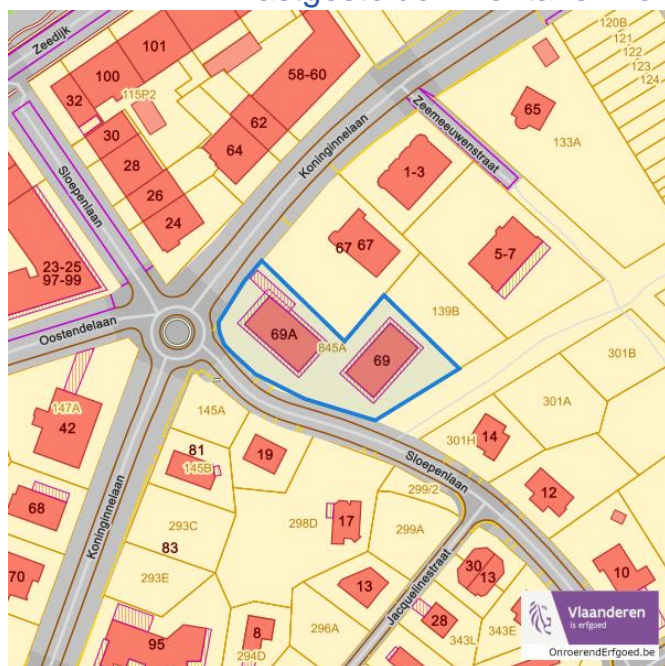 Zeedijk
101
100
32
115P2
58-60
62
64
30
28
26
24
Sloepenlaan
23-25
97-99
Koninginnelaan
Zeemeeuwenstraat
65
133A
120B
121
122
123
124
1-3
67 67
5-7
139B
69A
845A
69
Oostendelaan
147A
42
145A
81
145B
19
301B
301A
301H
14
Sloepenlaan
12
68
Koninginnelaan
293C
83
298D
17
299/2
299A
70
293E
13
Jacquelinestraat
30
13
10
95
8
294D
296A
28
343L
343E
Vlaanderen
is erfgoed
OnroerendErfgoed.be